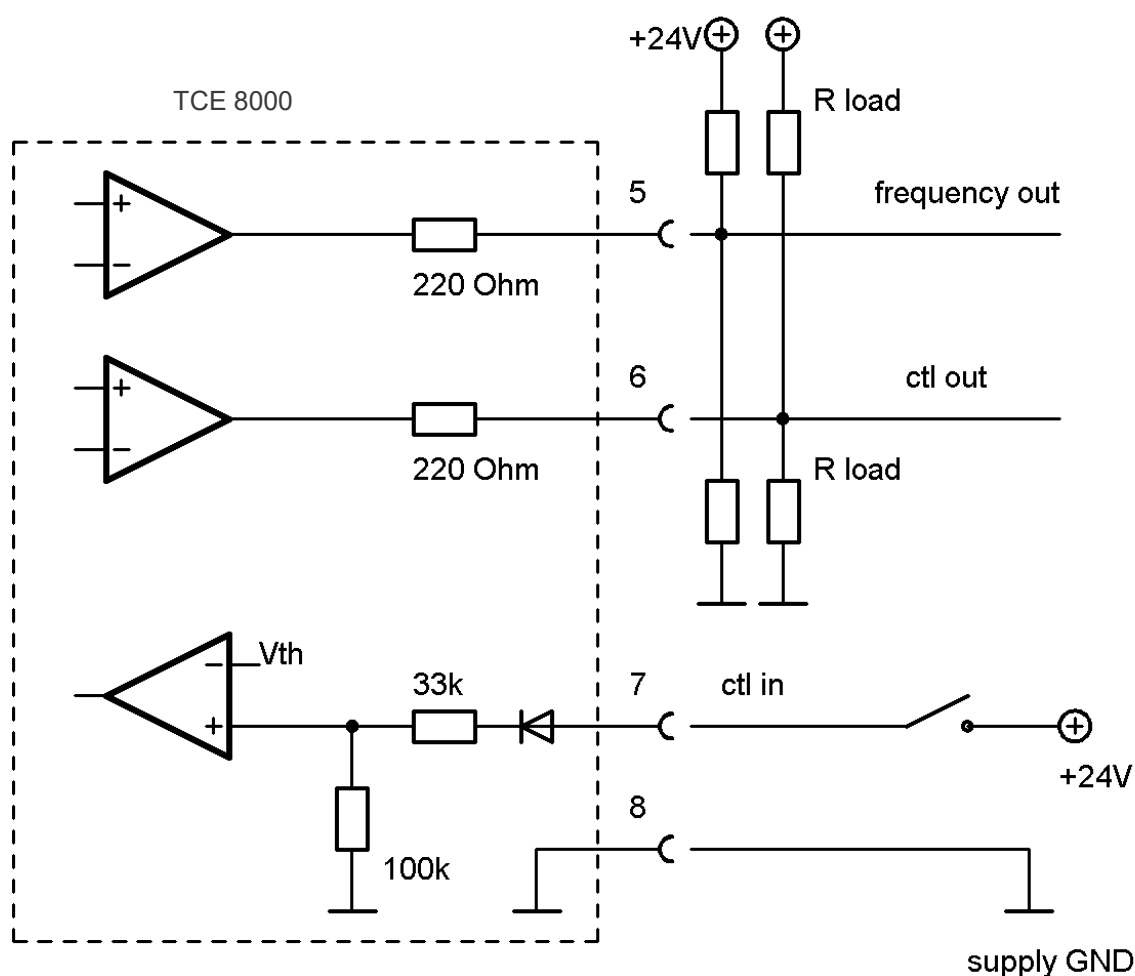 +24V
R load
TCE 8000
5
frequency out
+
−
220 Ohm
6
ctl out
+
−
220 Ohm
R load
− Vth
+
33k
7
ctl in
+24V
8
100k
supply GND